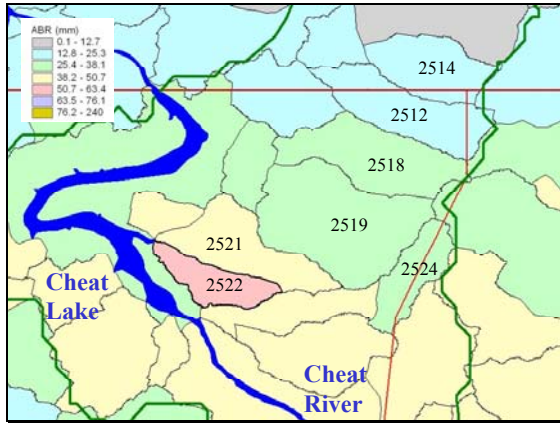 ABR (mm)
0.1 - 12.7
12.8 - 25.3
25.4 - 38.1
38.2 - 50.7
50.7 - 63.4
63.5 - 76.1
76.2 - 240
2514
2512
2518
2519
2521
2524
2522
Cheat
Lake
Cheat
River